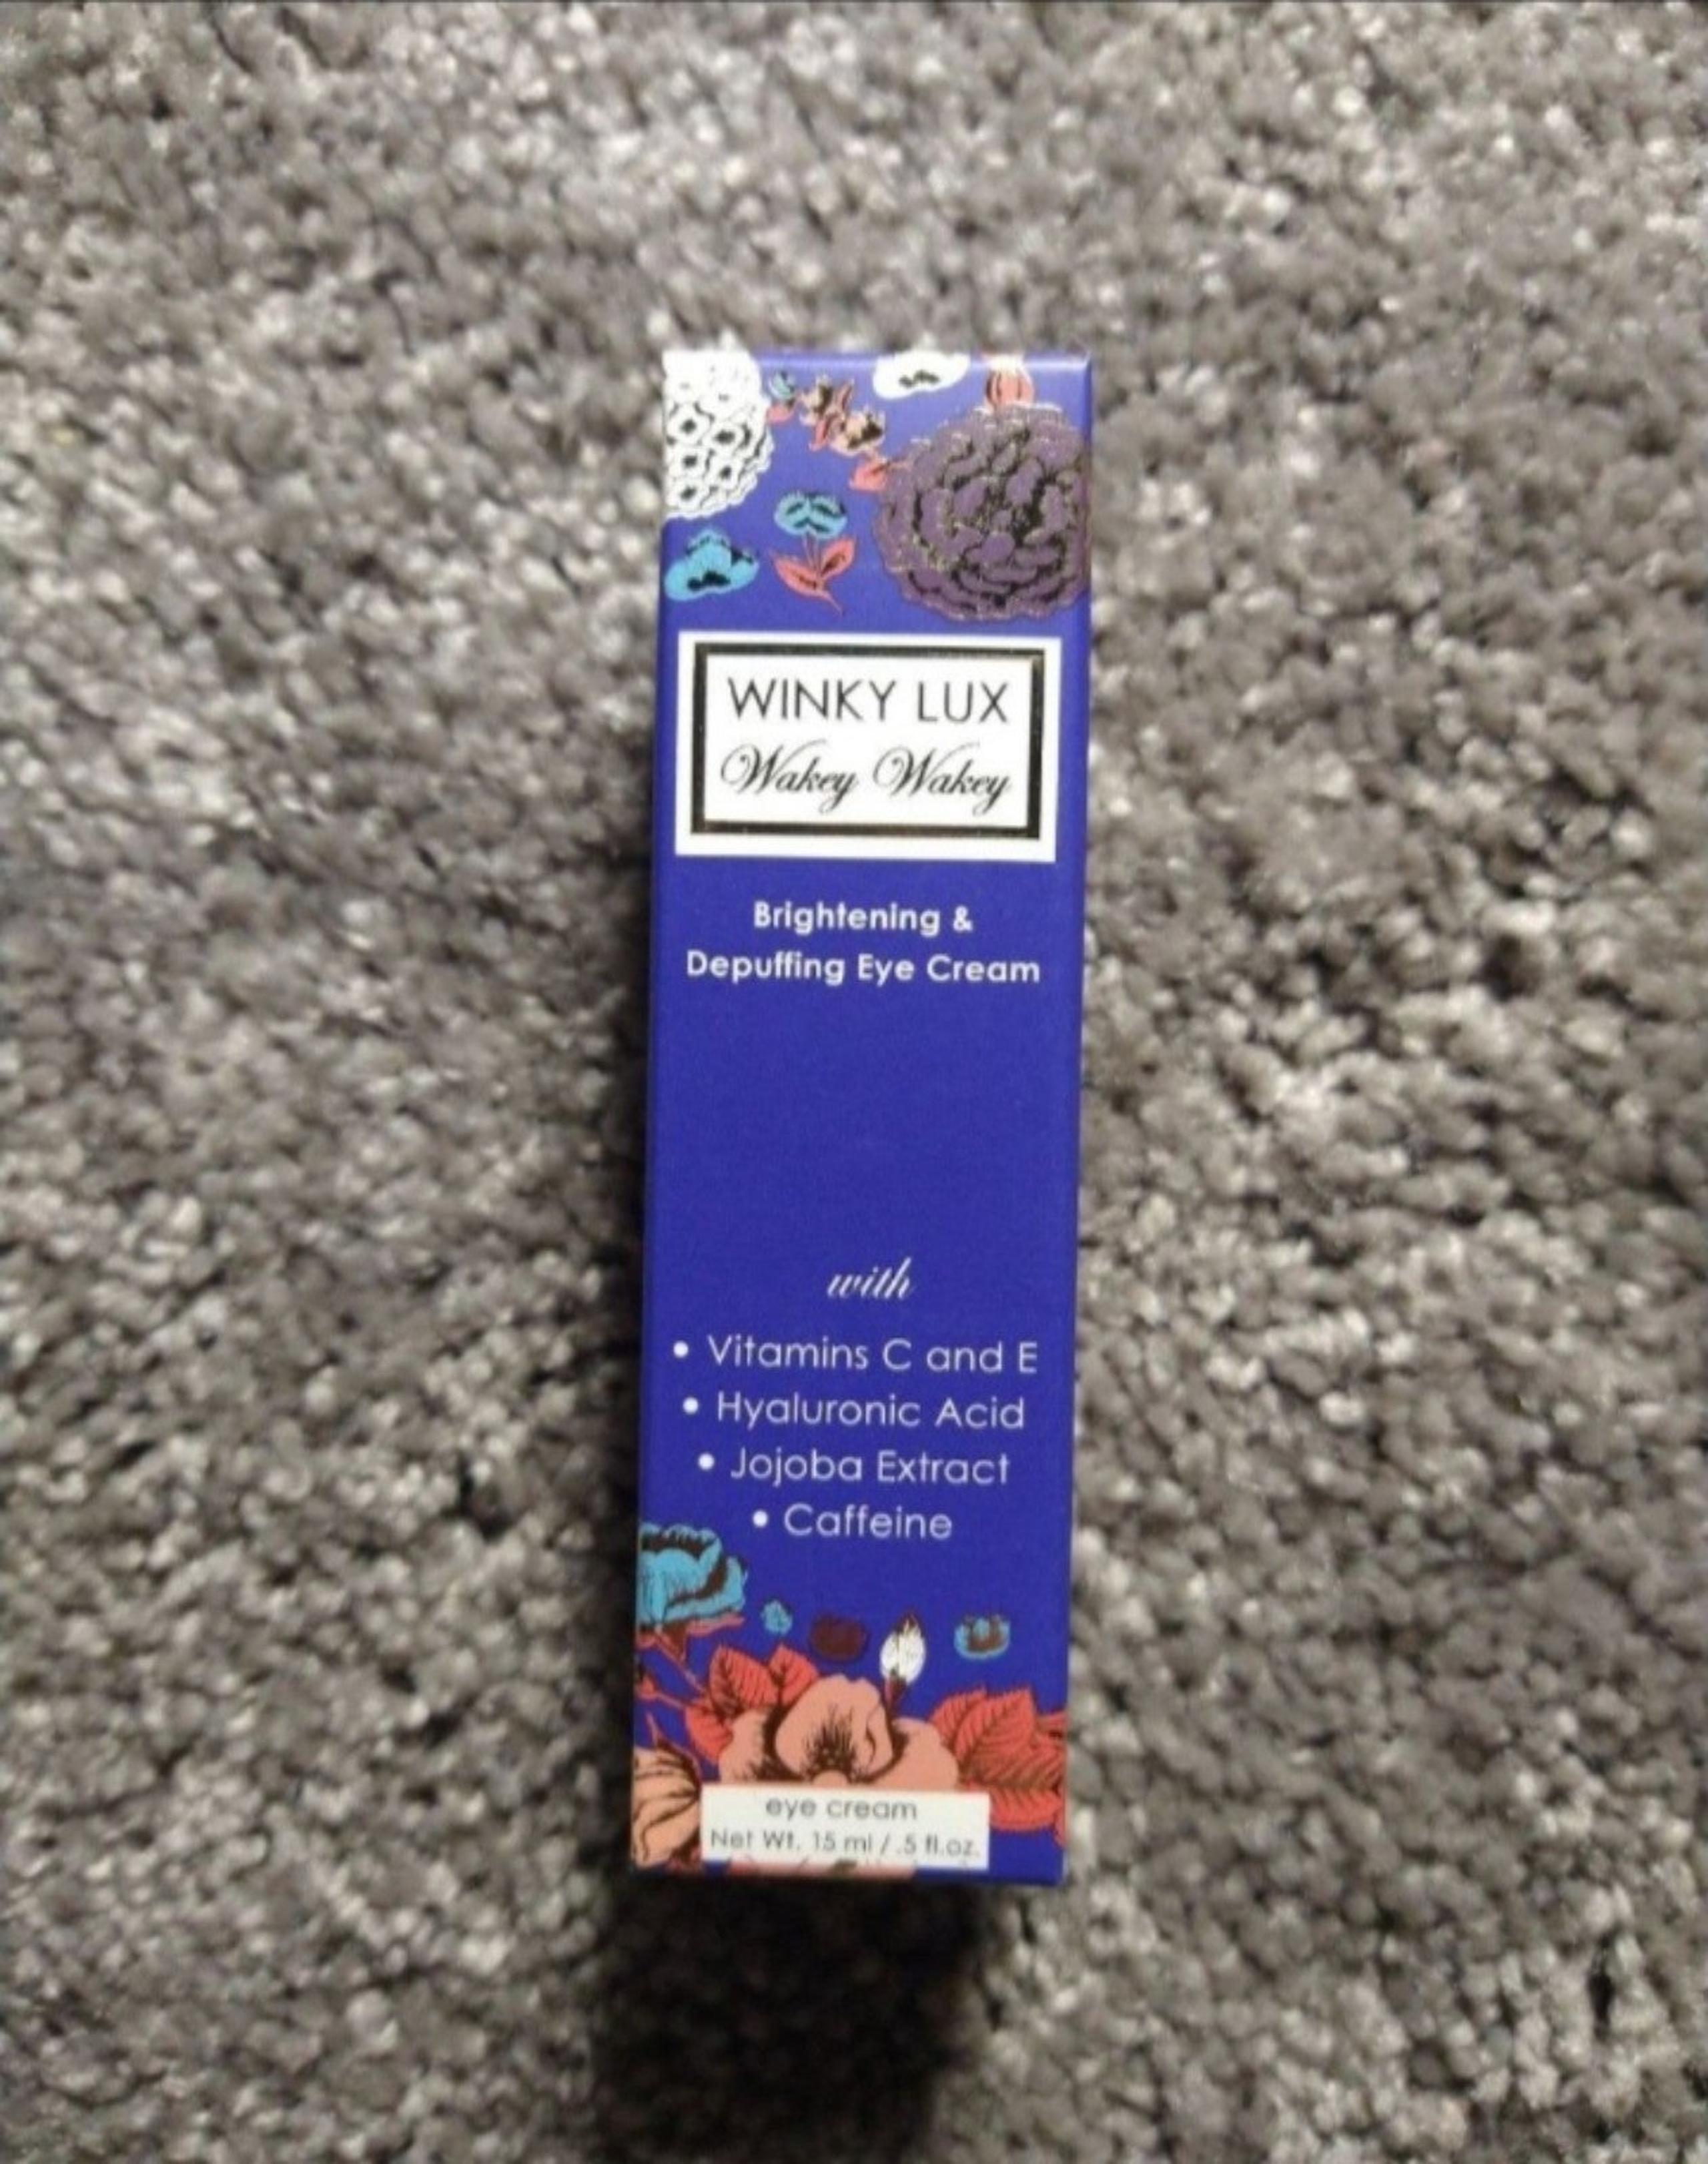 WINKY LUX
Wakey Wakey
Brightening &
Depuffing Eye Cream
with
• Vitamins C and E
• Hyaluronic Acid
• Jojoba Extract
• Caffeine
eye cream
Net Wt. 15 ml / .5 fl.oz.